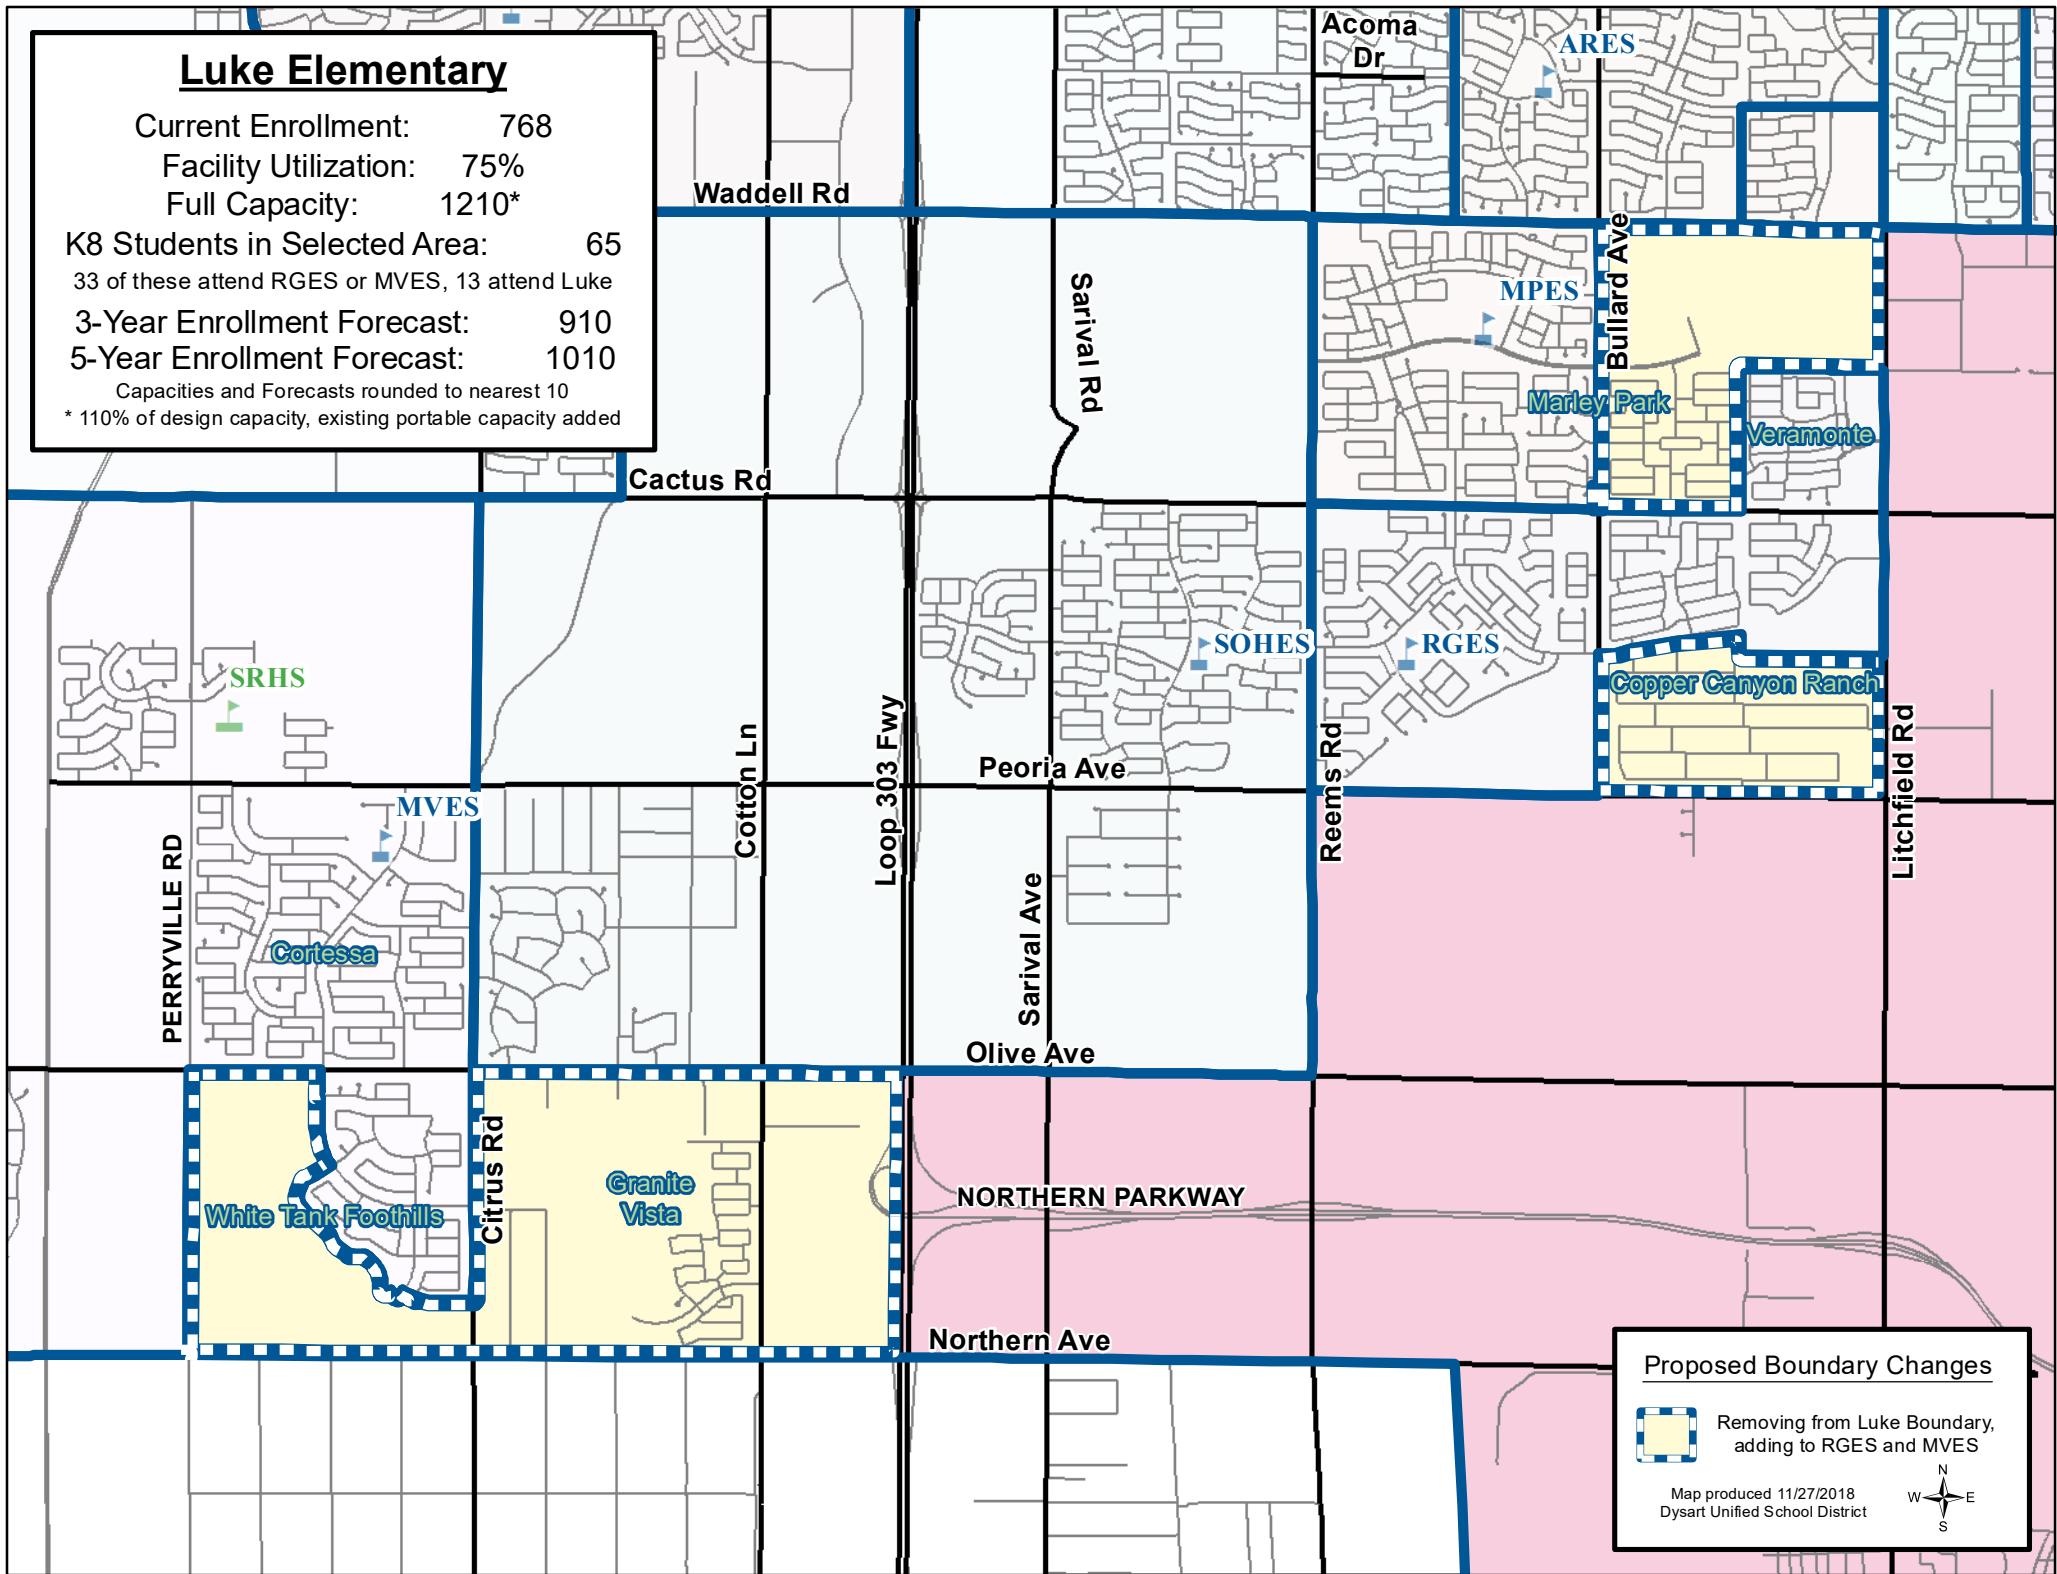 Luke Elementary
Current Enrollment: 768
Facility Utilization: 75%
Full Capacity: 1210*
K8 Students in Selected Area: 65
33 of these attend RGES or MVES, 13 attend Luke
3-Year Enrollment Forecast: 910
5-Year Enrollment Forecast: 1010
Capacities and Forecasts rounded to nearest 10
* 110% of design capacity, existing portable capacity added
Acoma
Dr
ARES
Waddell Rd
Bullard Ave
Sarival Rd
MPES
Marley Park
Veramonte
Cactus Rd
SRHS
SOHES
RGES
Copper Canyon Ranch
Cotton Ln
Loop 303 Fwy
Peoria Ave
Reems Rd
Litchfield Rd
MVES
PERRYVILLE RD
Cortessa
Sarival Ave
Olive Ave
Citrus Rd
Granite
Vista
White Tank Foothills
NORTHERN PARKWAY
Northern Ave
Proposed Boundary Changes
Removing from Luke Boundary,
adding to RGES and MVES
Map produced 11/27/2018
Dysart Unified School District
N
W E
S